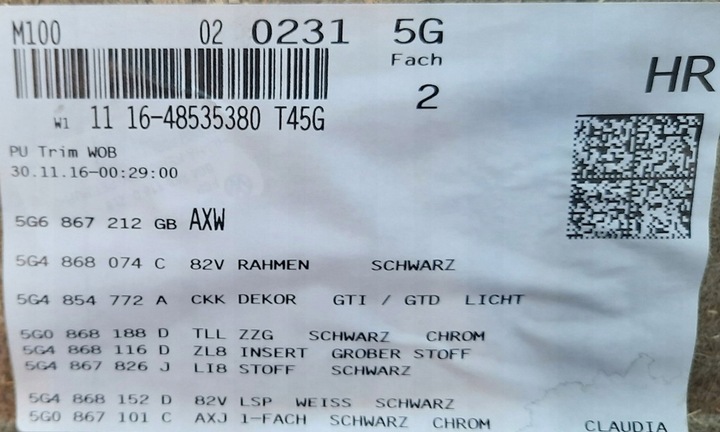 M100 02 0231 5G
Fach
HR
2
W1 11 16-48535380 T45G
PU Trim WOB
30.11.16-00:29:00
5G6 867 212 GB AXW
5G4 868 074 C 82V RAHMEN SCHWARZ
5G4 854 772 A CKK DEKOR GTI / GTD LICHT
5G0 868 188 D TLL ZZG SCHWARZ CHROM
5G4 868 116 D ZL8 INSERT GROBER STOFF
5G4 867 826 J LI8 STOFF SCHWARZ
5G4 868 152 D 82V LSP WEISS SCHWARZ
5G0 867 101 C AXJ 1-FACH SCHWARZ CHROM
CLAUDIA